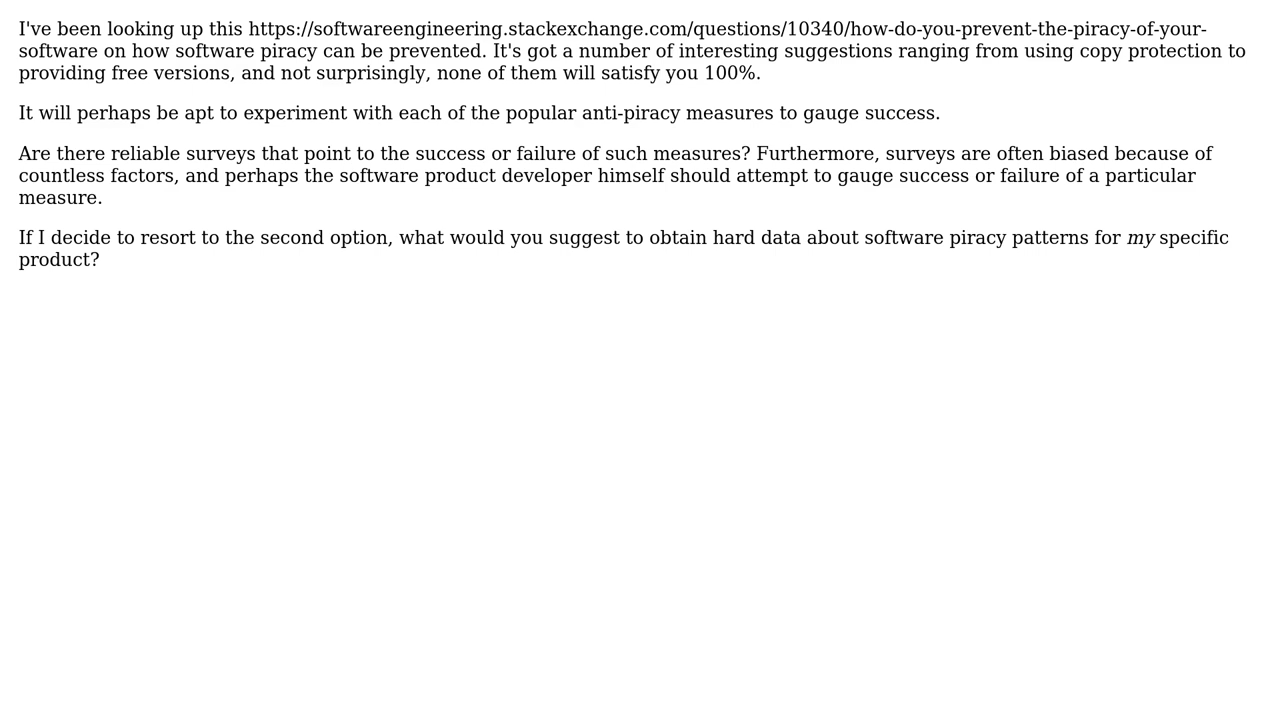 I've been looking up this https://softwareengineering.stackexchange.com/questions/10340/how-do-you-prevent-the-piracy-of-your-
software on how software piracy can be prevented. It's got a number of interesting suggestions ranging from using copy protection to
providing free versions, and not surprisingly, none of them will satisfy you 100%.
It will perhaps be apt to experiment with each of the popular anti-piracy measures to gauge success.
Are there reliable surveys that point to the success or failure of such measures? Furthermore, surveys are often biased because of
countless factors, and perhaps the software product developer himself should attempt to gauge success or failure of a particular
measure.
If I decide to resort to the second option, what would you suggest to obtain hard data about software piracy patterns for my specific
product?